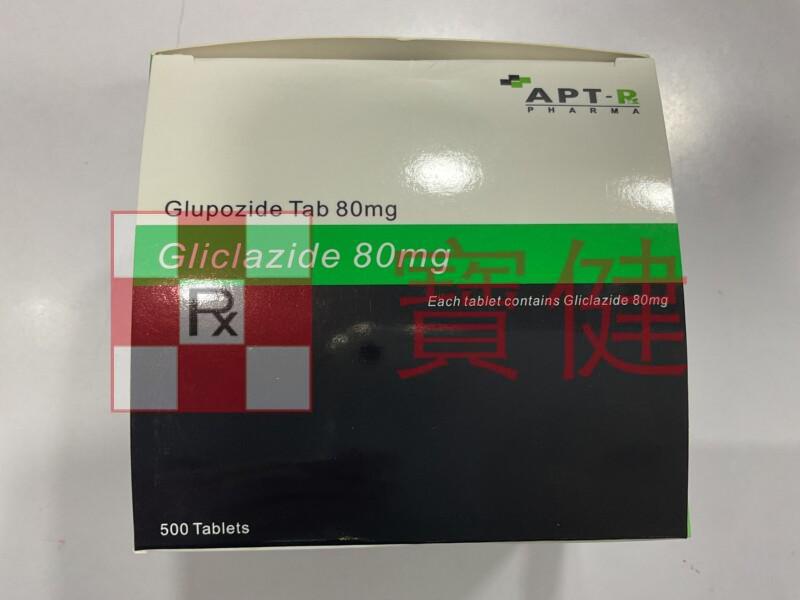 APT-Rx
PHARMA
Glupozide Tab 80mg
Gliclazide 80mg
Each tablet contains Gliclazide 80mg
Rx
寶健
500 Tablets